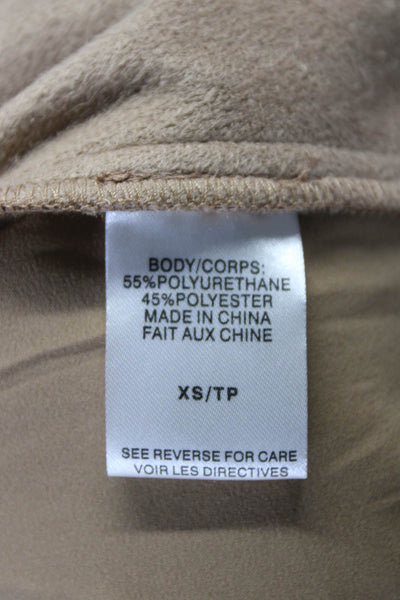 BODY/CORPS:
55%POLYURETHANE
45%POLYESTER
MADE IN CHINA
FAIT AUX CHINE
XS/TP
SEE REVERSE FOR CARE
VOIR LES DIRECTIVES